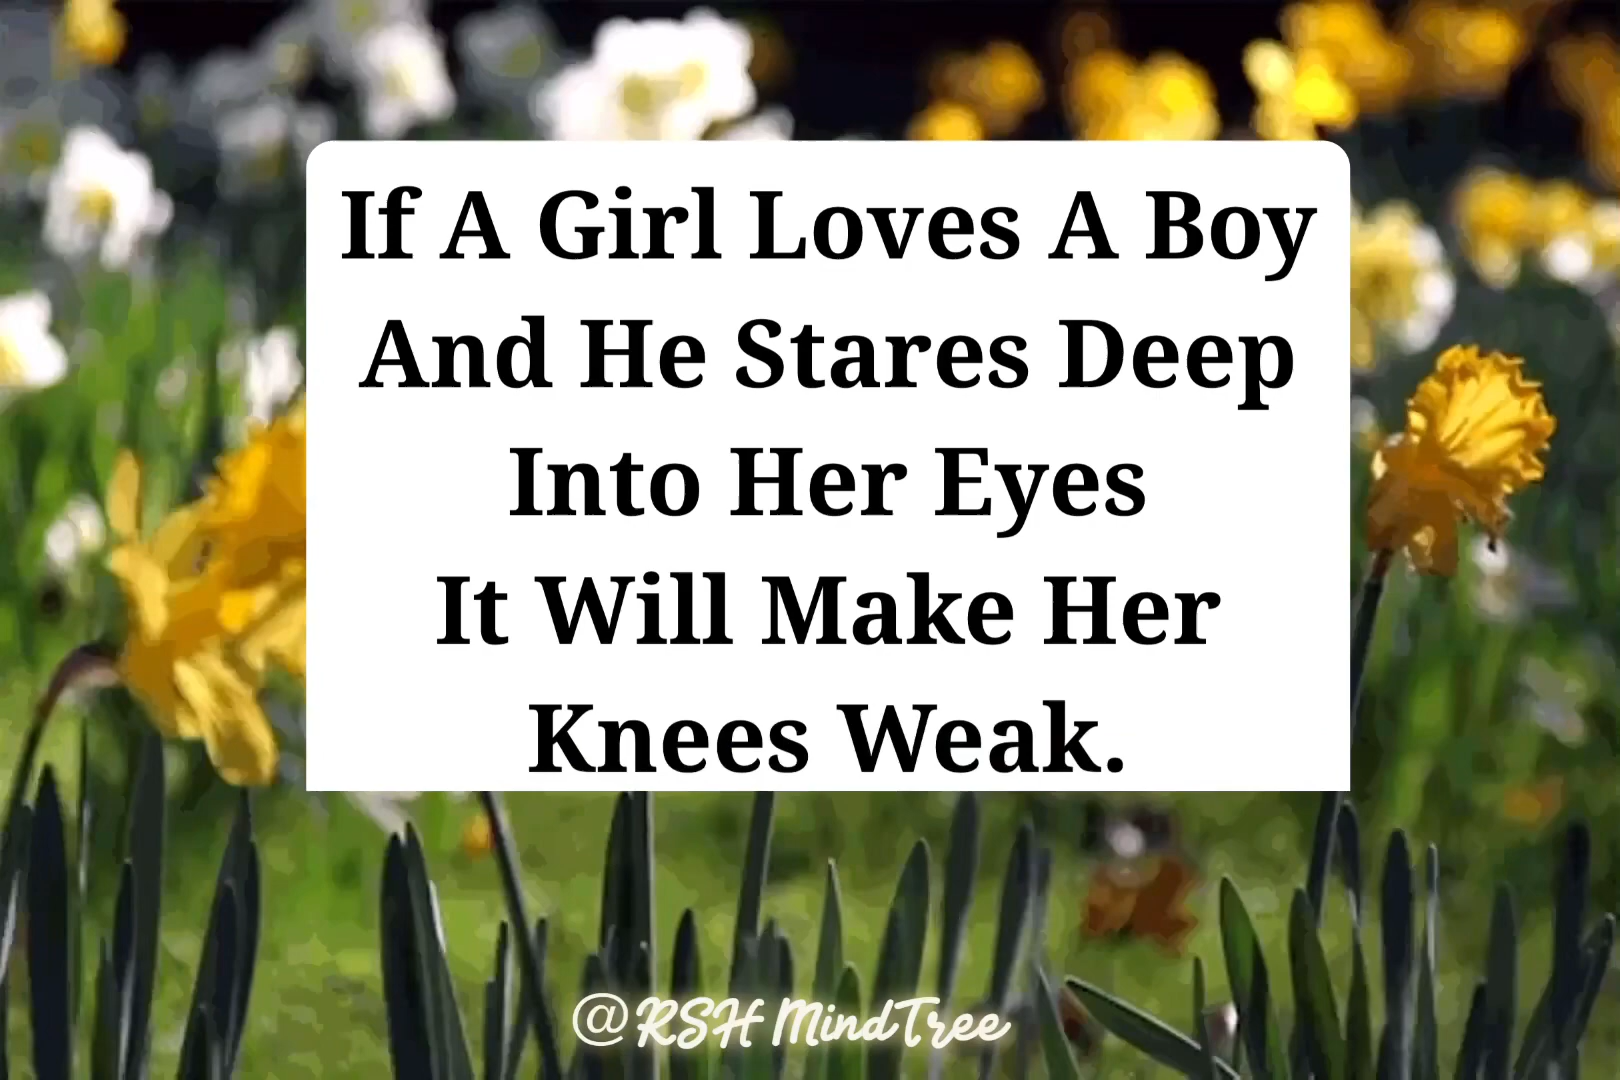 If A Girl Loves A Boy
And He Stares Deep
Into Her Eyes
It Will Make Her
Knees Weak.
@RSH MindTree